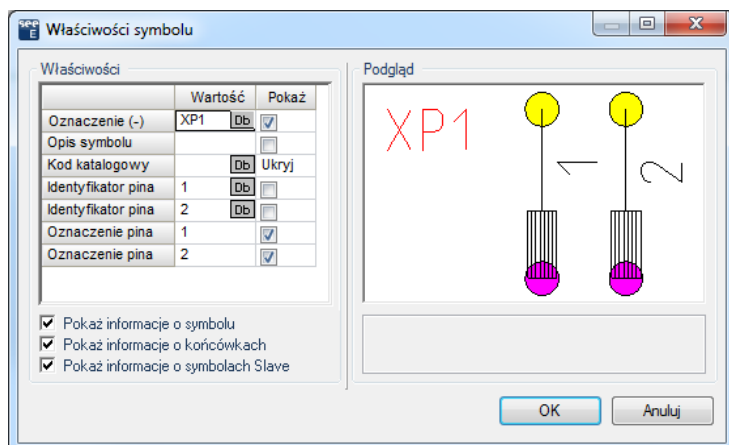 see E Właściwości symbolu
Właściwości
Wartość Pokaż
Oznaczenie (-) XP1 Db
Opis symbolu
Kod katalogowy Db Ukryj
Identyfikator pina 1 Db
Identyfikator pina 2 Db
Oznaczenie pina 1
Oznaczenie pina 2
Pokaż informacje o symbolu
Pokaż informacje o końcówkach
Pokaż informacje o symbolach Slave
Podgląd
XP1 1 2
OK Anuluj